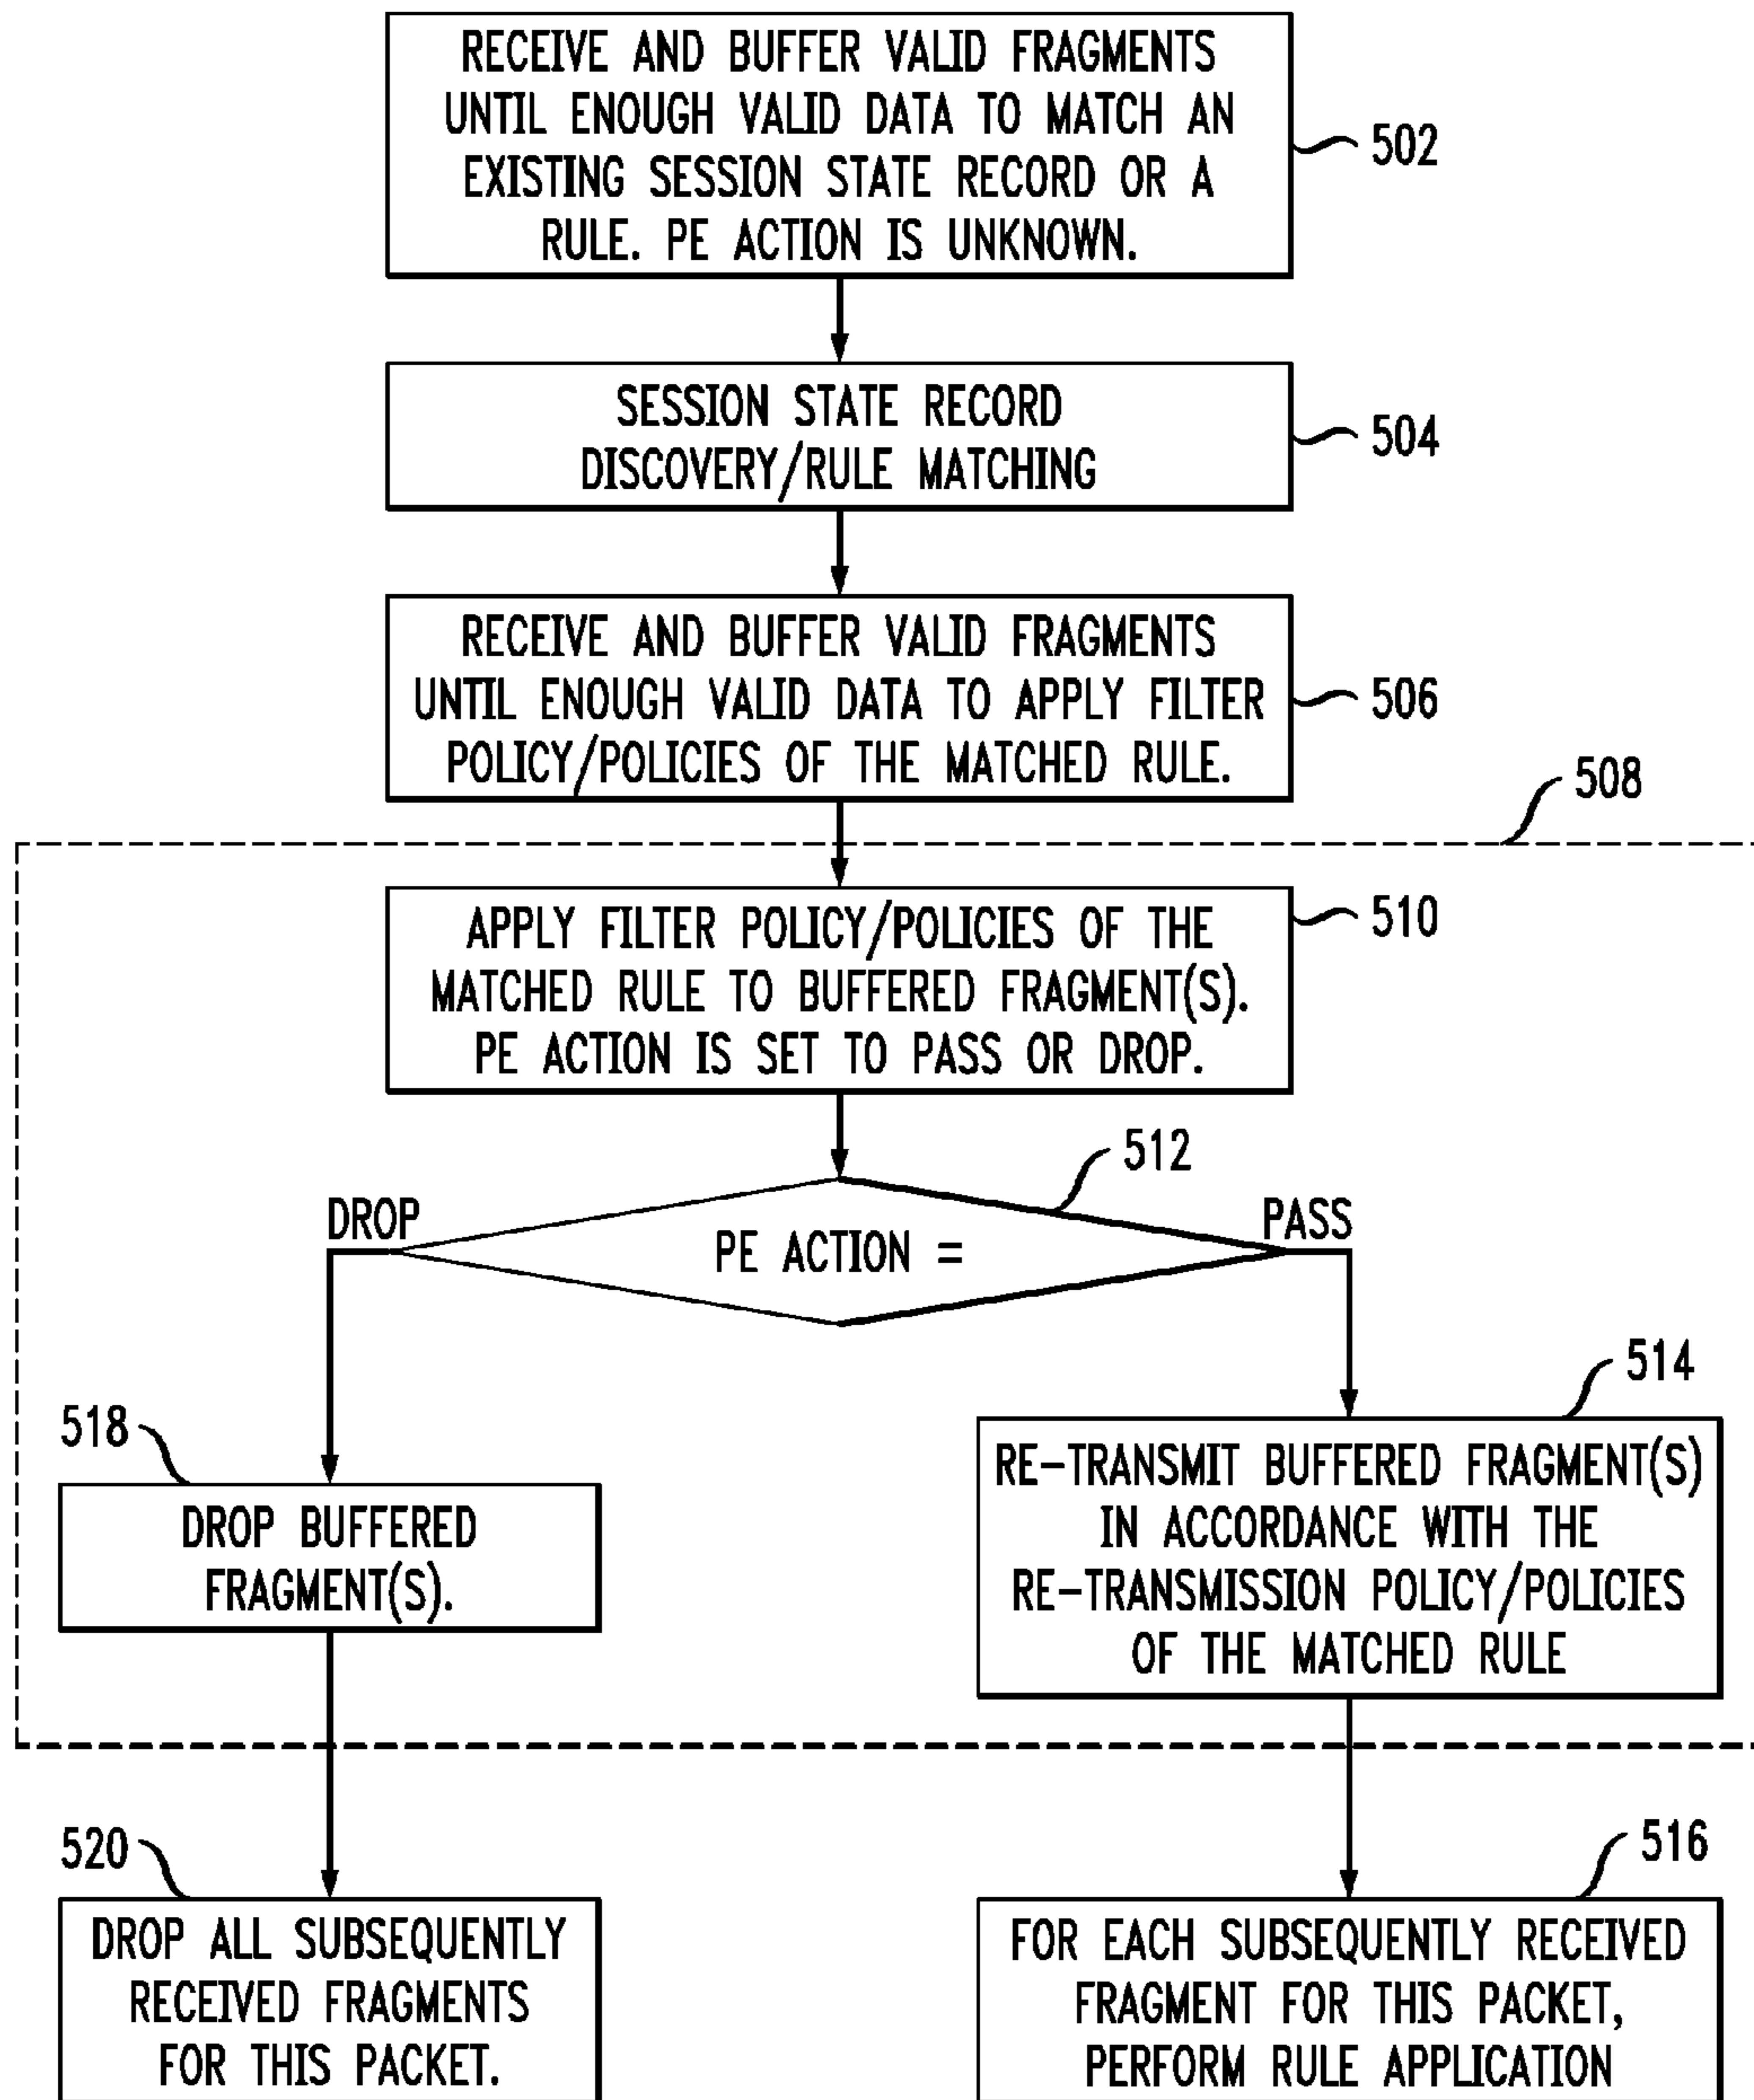 RECEIVE AND BUFFER VALID FRAGMENTS
UNTIL ENOUGH VALID DATA TO MATCH AN
EXISTING SESSION STATE RECORD OR A
RULE. PE ACTION IS UNKNOWN.
502
SESSION STATE RECORD
DISCOVERY/RULE MATCHING
504
RECEIVE AND BUFFER VALID FRAGMENTS
UNTIL ENOUGH VALID DATA TO APPLY FILTER
POLICY/POLICIES OF THE MATCHED RULE.
506
508
APPLY FILTER POLICY/POLICIES OF THE
MATCHED RULE TO BUFFERED FRAGMENT(S).
PE ACTION IS SET TO PASS OR DROP.
510
512
DROP
PE ACTION =
PASS
514
518
RE-TRANSMIT BUFFERED FRAGMENT(S)
IN ACCORDANCE WITH THE
RE-TRANSMISSION POLICY/POLICIES
OF THE MATCHED RULE
DROP BUFFERED
FRAGMENT(S).
520
DROP ALL SUBSEQUENTLY
RECEIVED FRAGMENTS
FOR THIS PACKET.
516
FOR EACH SUBSEQUENTLY RECEIVED
FRAGMENT FOR THIS PACKET,
PERFORM RULE APPLICATION